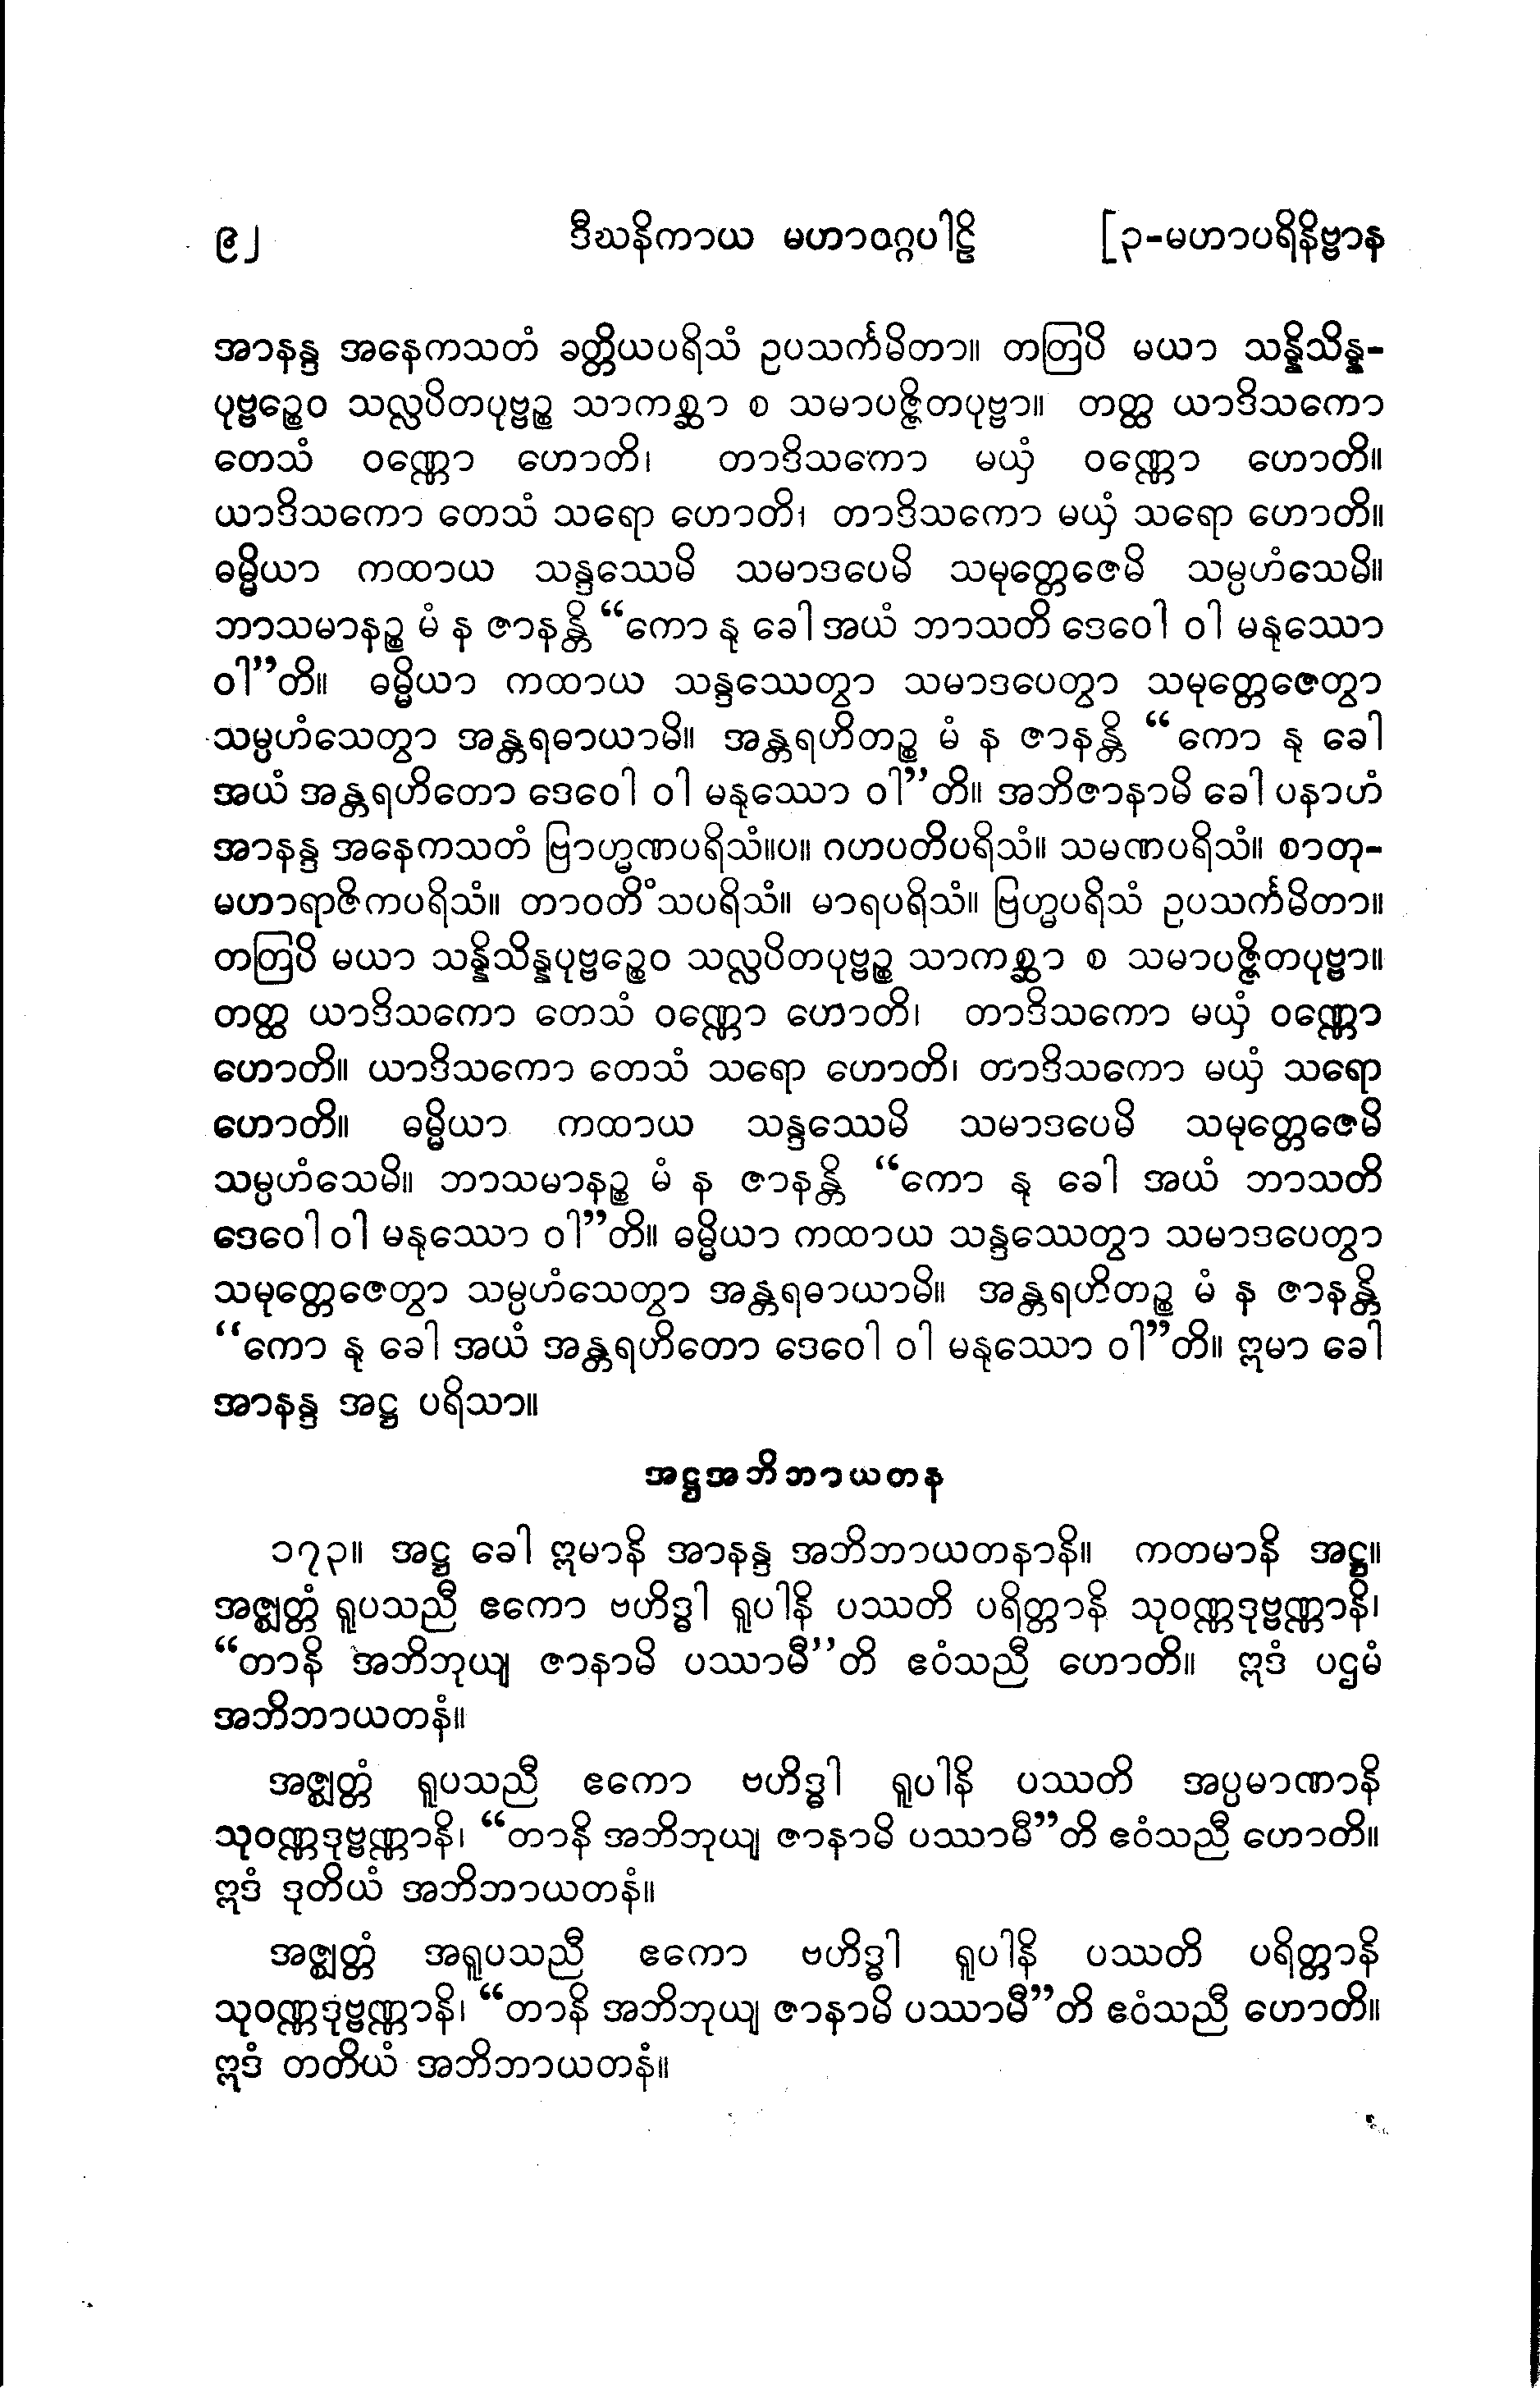 ၉၂ ဒီဃနိကာယ မဟာဝဂ္ဂပါဠိ [၃-မဟာပရိနိဗ္ဗာန
အာနန္ဒ အနေကသတံ ခတ္တိယပရိသံ ဥပသင်္ကမိတာ။ တတြပိ မယာ သန္နိသိန္န-
ပုဗ္ဗဉ္စေဝ သလ္လပိတပုဗ္ဗဉ္စ သာကစ္ဆာ စ သမာပဇ္ဇိတပုဗ္ဗာ။ တတ္ထ ယာဒိသကော
တေသံ ဝဏ္ဏော ဟောတိ၊ တာဒိသကော မယှံ ဝဏ္ဏော ဟောတိ။
ယာဒိသကော တေသံ သရော ဟောတိ၊ တာဒိသကော မယှံ သရော ဟောတိ။
ဓမ္မိယာ ကထာယ သန္ဒဿေမိ သမာဒပေမိ သမုတ္တေဇေမိ သမ္ပဟံသေမိ။
ဘာသမာနဉ္စ မံ န ဇာနန္တိ “ကော နု ခေါ အယံ ဘာသတိ ဒေဝေါ ဝါ မနုဿော
ဝါ”တိ။ ဓမ္မိယာ ကထာယ သန္ဒဿေတွာ သမာဒပေတွာ သမုတ္တေဇေတွာ
သမ္ပဟံသေတွာ အန္တရဓာယာမိ။ အန္တရဟိတဉ္စ မံ န ဇာနန္တိ “ကော နု ခေါ
အယံ အန္တရဟိတော ဒေဝေါ ဝါ မနုဿော ဝါ”တိ။ အဘိဇာနာမိ ခေါ ပနာဟံ
အာနန္ဒ အနေကသတံ ဗြာဟ္မဏပရိသံ။ပ။ ဂဟပတိပရိသံ။ သမဏပရိသံ။ စာတု-
မဟာရာဇိကပရိသံ။ တာဝတိံသပရိသံ။ မာရပရိသံ။ ဗြဟ္မပရိသံ ဥပသင်္ကမိတာ။
တတြပိ မယာ သန္နိသိန္နပုဗ္ဗဉ္စေဝ သလ္လပိတပုဗ္ဗဉ္စ သာကစ္ဆာ စ သမာပဇ္ဇိတပုဗ္ဗာ။
တတ္ထ ယာဒိသကော တေသံ ဝဏ္ဏော ဟောတိ၊ တာဒိသကော မယှံ ဝဏ္ဏော
ဟောတိ။ ယာဒိသကော တေသံ သရော ဟောတိ၊ တာဒိသကော မယှံ သရော
ဟောတိ။ ဓမ္မိယာ ကထာယ သန္ဒဿေမိ သမာဒပေမိ သမုတ္တေဇေမိ
သမ္ပဟံသေမိ။ ဘာသမာနဉ္စ မံ န ဇာနန္တိ “ကော နု ခေါ အယံ ဘာသတိ
ဒေဝေါ ဝါ မနုဿော ဝါ”တိ။ ဓမ္မိယာ ကထာယ သန္ဒဿေတွာ သမာဒပေတွာ
သမုတ္တေဇေတွာ သမ္ပဟံသေတွာ အန္တရဓာယာမိ။ အန္တရဟိတဉ္စ မံ န ဇာနန္တိ
“ကော နု ခေါ အယံ အန္တရဟိတော ဒေဝေါ ဝါ မနုဿော ဝါ”တိ။ ဣမာ ခေါ
အာနန္ဒ အဋ္ဌ ပရိသာ။
အဋ္ဌအဘိဘာယတန
၁၇၃။ အဋ္ဌ ခေါ ဣမာနိ အာနန္ဒ အဘိဘာယတနာနိ။ ကတမာနိ အဋ္ဌ။
အဇ္ဈတ္တံ ရူပသညီ ဧကော ဗဟိဒ္ဓါ ရူပါနိ ပဿတိ ပရိတ္တာနိ သုဝဏ္ဏဒုဗ္ဗဏ္ဏာနိ၊
“တာနိ အဘိဘုယျ ဇာနာမိ ပဿာမီ”တိ ဧဝံသညီ ဟောတိ။ ဣဒံ ပဌမံ
အဘိဘာယတနံ။
အဇ္ဈတ္တံ ရူပသညီ ဧကော ဗဟိဒ္ဓါ ရူပါနိ ပဿတိ အပ္ပမာဏာနိ
သုဝဏ္ဏဒုဗ္ဗဏ္ဏာနိ၊ “တာနိ အဘိဘုယျ ဇာနာမိ ပဿာမီ”တိ ဧဝံသညီ ဟောတိ။
ဣဒံ ဒုတိယံ အဘိဘာယတနံ။
အဇ္ဈတ္တံ အရူပသညီ ဧကော ဗဟိဒ္ဓါ ရူပါနိ ပဿတိ ပရိတ္တာနိ
သုဝဏ္ဏဒုဗ္ဗဏ္ဏာနိ၊ “တာနိ အဘိဘုယျ ဇာနာမိ ပဿာမီ”တိ ဧဝံသညီ ဟောတိ။
ဣဒံ တတိယံ အဘိဘာယတနံ။